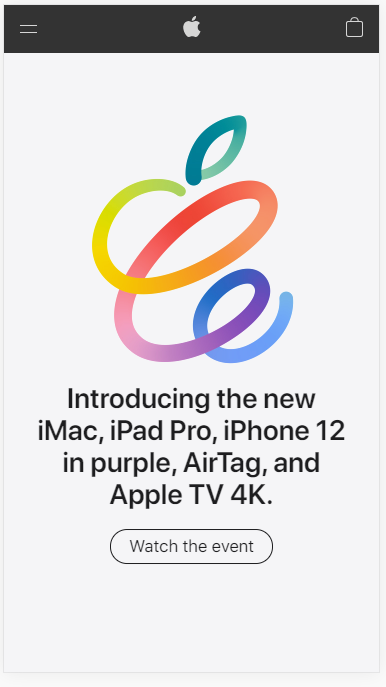 Introducing the new
iMac, iPad Pro, iPhone 12
in purple, AirTag, and
Apple TV 4K.
Watch the event